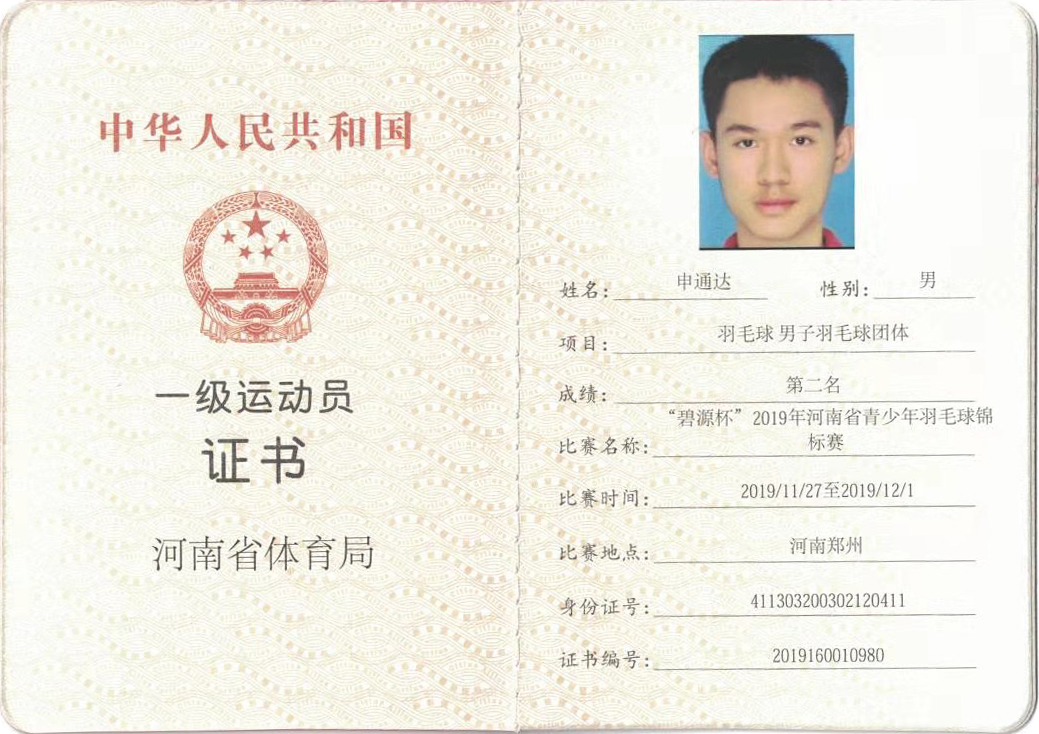 中华人民共和国
一级运动员
证书
河南省体育局
姓名: 申通达 性别: 男
项目: 羽毛球 男子羽毛球团体
成绩: 第二名
“碧源杯”2019年河南省青少年羽毛球锦
比赛名称: 标赛
比赛时间: 2019/11/27至2019/12/1
比赛地点: 河南郑州
身份证号: 411303200302120411
证书编号: 2019160010980